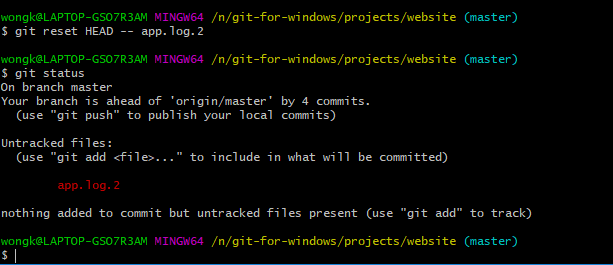 wongk@LAPTOP-GSO7R3AM MINGW64 /n/git-for-windows/projects/website (master)
$ git reset HEAD -- app.log.2
wongk@LAPTOP-GSO7R3AM MINGW64 /n/git-for-windows/projects/website (master)
$ git status
On branch master
Your branch is ahead of 'origin/master' by 4 commits.
  (use "git push" to publish your local commits)
Untracked files:
  (use "git add <file>..." to include in what will be committed)
        app.log.2
nothing added to commit but untracked files present (use "git add" to track)
wongk@LAPTOP-GSO7R3AM MINGW64 /n/git-for-windows/projects/website (master)
$